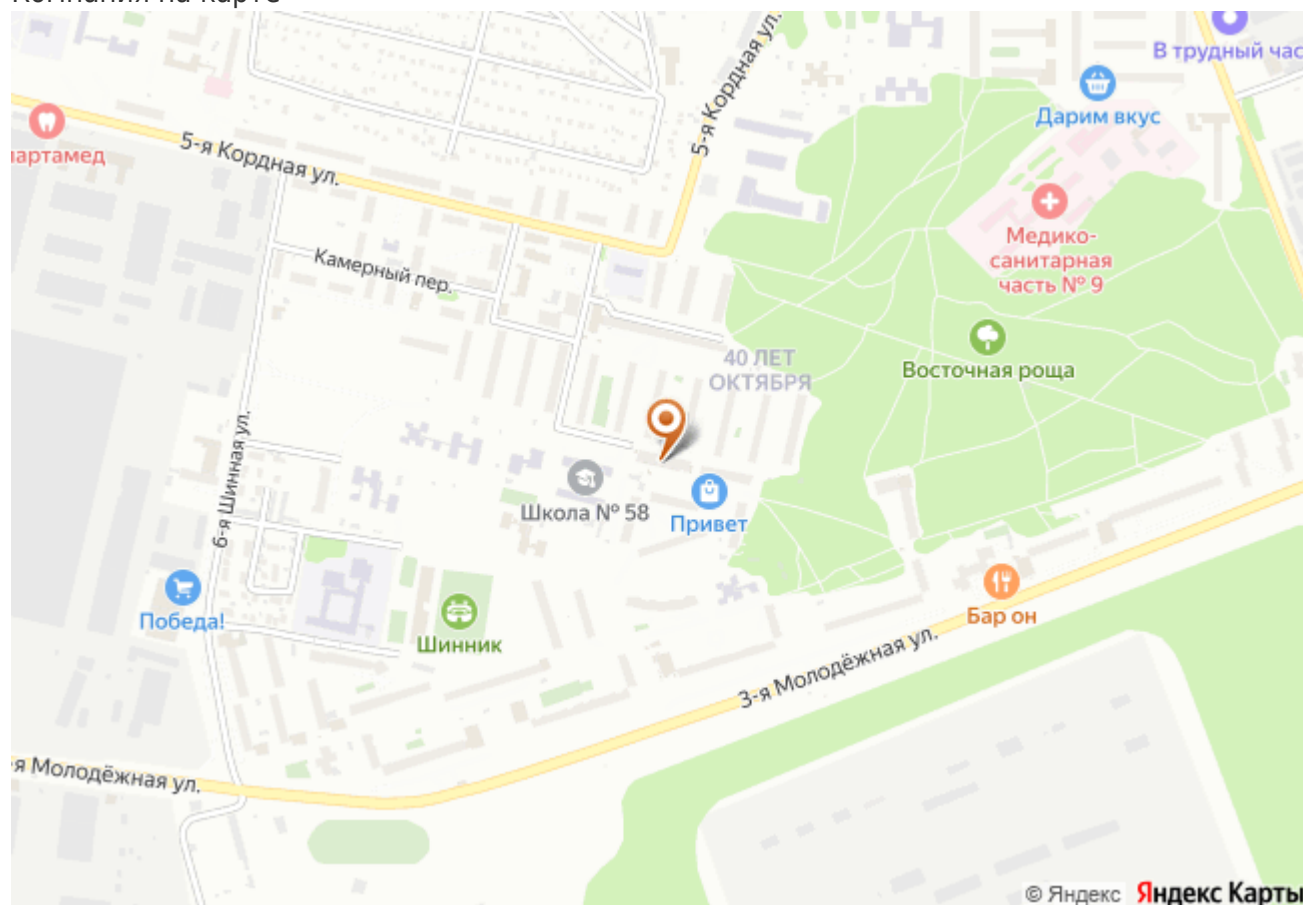 5-я Кордная ул.
В трудный час
Дарим вкус
5-я Кордная ул.
Медико-
санитарная
часть № 9
Камерный пер.
40 ЛЕТ
ОКТЯБРЯ
Восточная роща
6-я Шинная ул.
Школа № 58
Привет
Победа!
Шинник
Бар он
3-я Молодёжная ул.
-я Молодёжная ул.
© Яндекс Яндекс Карты